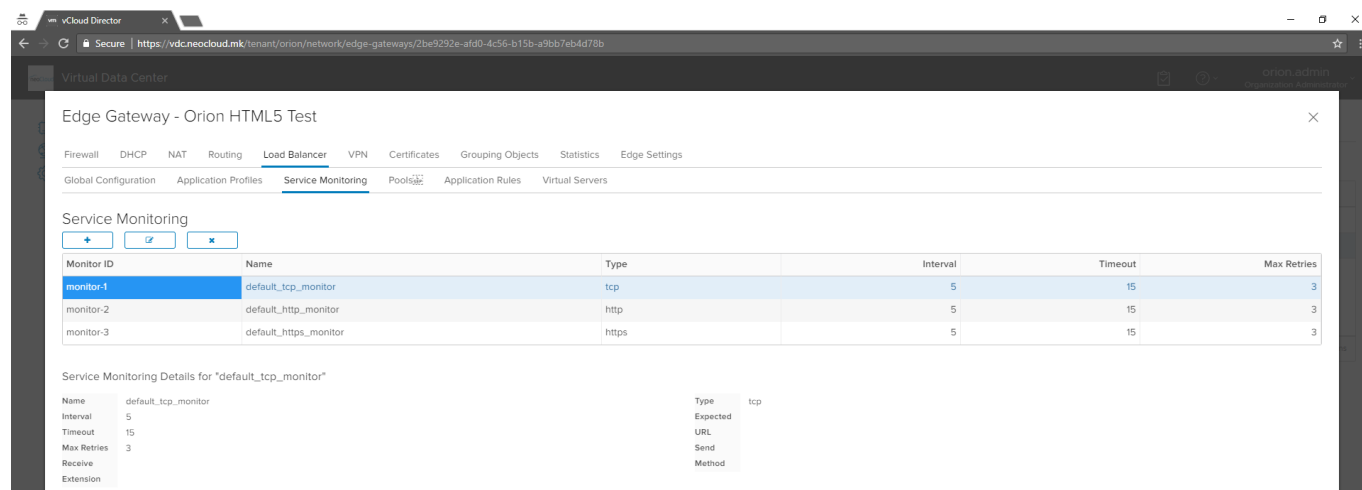 vm vCloud Director ×
Secure | https://vdc.neocloud.mk/tenant/orion/network/edge-gateways/2be9292e-afd0-4c56-b15b-a9bb7eb4d78b
Virtual Data Center
orion.admin
Organization Administrator
Edge Gateway - Orion HTML5 Test
Firewall DHCP NAT Routing Load Balancer VPN Certificates Grouping Objects Statistics Edge Settings
Global Configuration Application Profiles Service Monitoring Pools Application Rules Virtual Servers
Service Monitoring
Monitor ID Name Type Interval Timeout Max Retries
monitor-1 default_tcp_monitor tcp 5 15 3
monitor-2 default_http_monitor http 5 15 3
monitor-3 default_https_monitor https 5 15 3
Service Monitoring Details for "default_tcp_monitor"
Name default_tcp_monitor Type tcp
Interval 5 Expected
Timeout 15 URL
Max Retries 3 Send
Receive Method
Extension